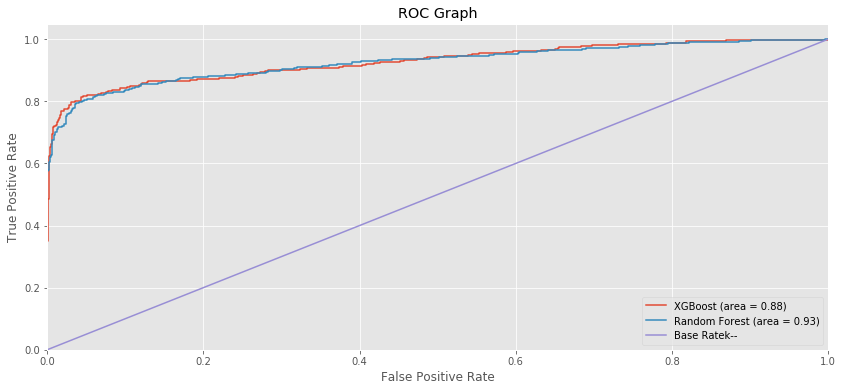 ROC Graph
1.0
0.8
0.6
0.4
0.2
0.0
True Positive Rate
XGBoost (area = 0.88)
Random Forest (area = 0.93)
Base Ratek--
0.0 0.2 0.4 0.6 0.8 1.0
False Positive Rate